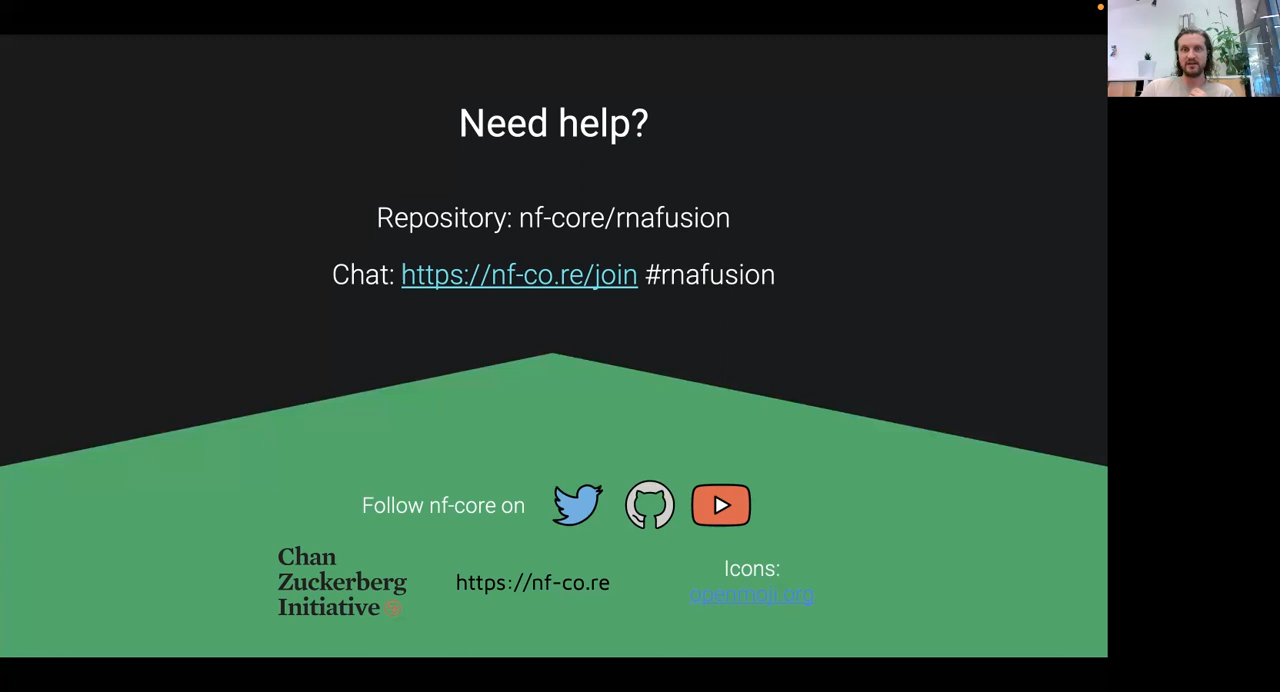 Need help?
Repository: nf-core/rnafusion
Chat: https://nf-co.re/join #rnafusion
Follow nf-core on
Chan
Zuckerberg
Initiative
https://nf-co.re
Icons:
openmoji.org